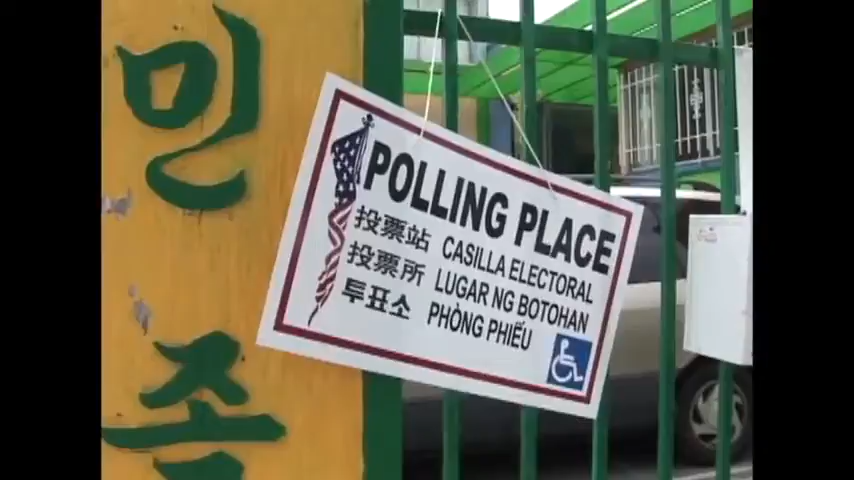 민
족
POLLING PLACE
投票站 CASILLA ELECTORAL
投票所 LUGAR NG BOTOHAN
투표소 PHÒNG PHIẾU